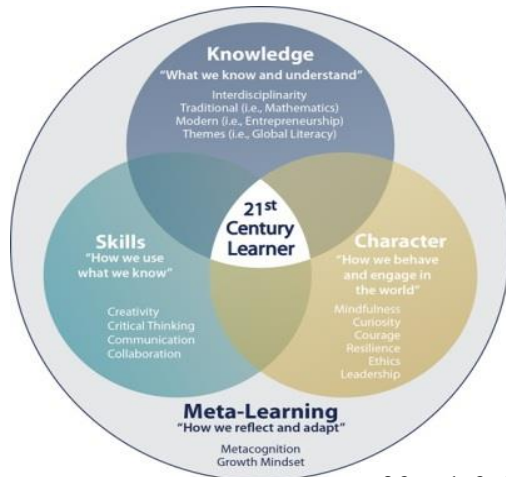 Knowledge
"What we know and understand"
Interdisciplinarity
Traditional (i.e., Mathematics)
Modern (i.e., Entrepreneurship)
Themes (i.e., Global Literacy)
21st
Century
Learner
Skills
"How we use
what we know"
Creativity
Critical Thinking
Communication
Collaboration
Character
"How we behave
and engage in
the world"
Mindfulness
Curiosity
Courage
Resilience
Ethics
Leadership
Meta-Learning
"How we reflect and adapt"
Metacognition
Growth Mindset